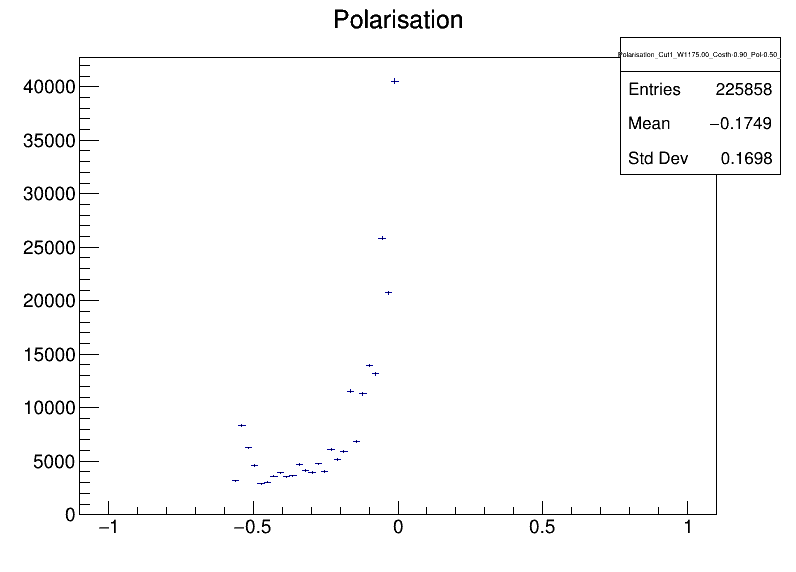 Polarisation
Polarisation_Cut1_W1175.00_Costh-0.90_Pol-0.50_
Entries 225858
Mean −0.1749
Std Dev 0.1698
40000
35000
30000
25000
20000
15000
10000
5000
0
−1 −0.5 0 0.5 1